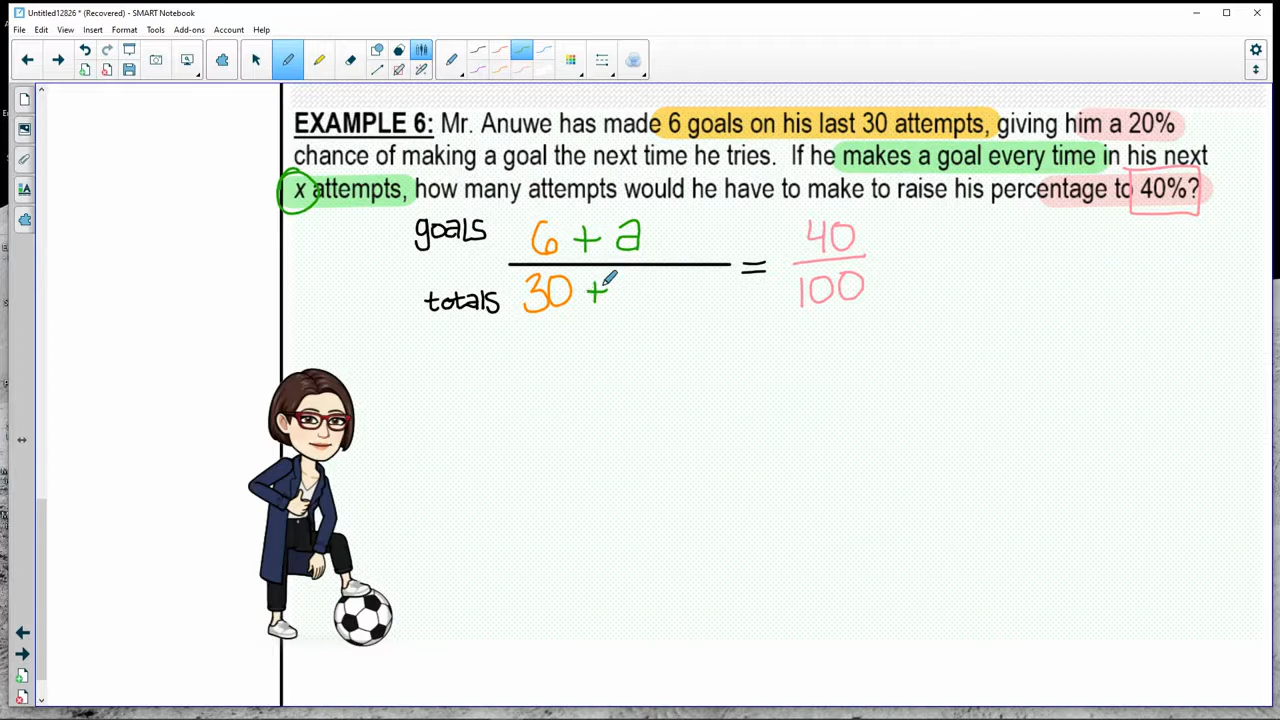 Untitled12826 * (Recovered) - SMART Notebook
File Edit View Insert Format Tools Add-ons Account Help
EXAMPLE 6: Mr. Anuwe has made 6 goals on his last 30 attempts, giving him a 20%
chance of making a goal the next time he tries. If he makes a goal every time in his next
x attempts, how many attempts would he have to make to raise his percentage to 40%?
goals 6 + a
totals 30 +
=
40
100